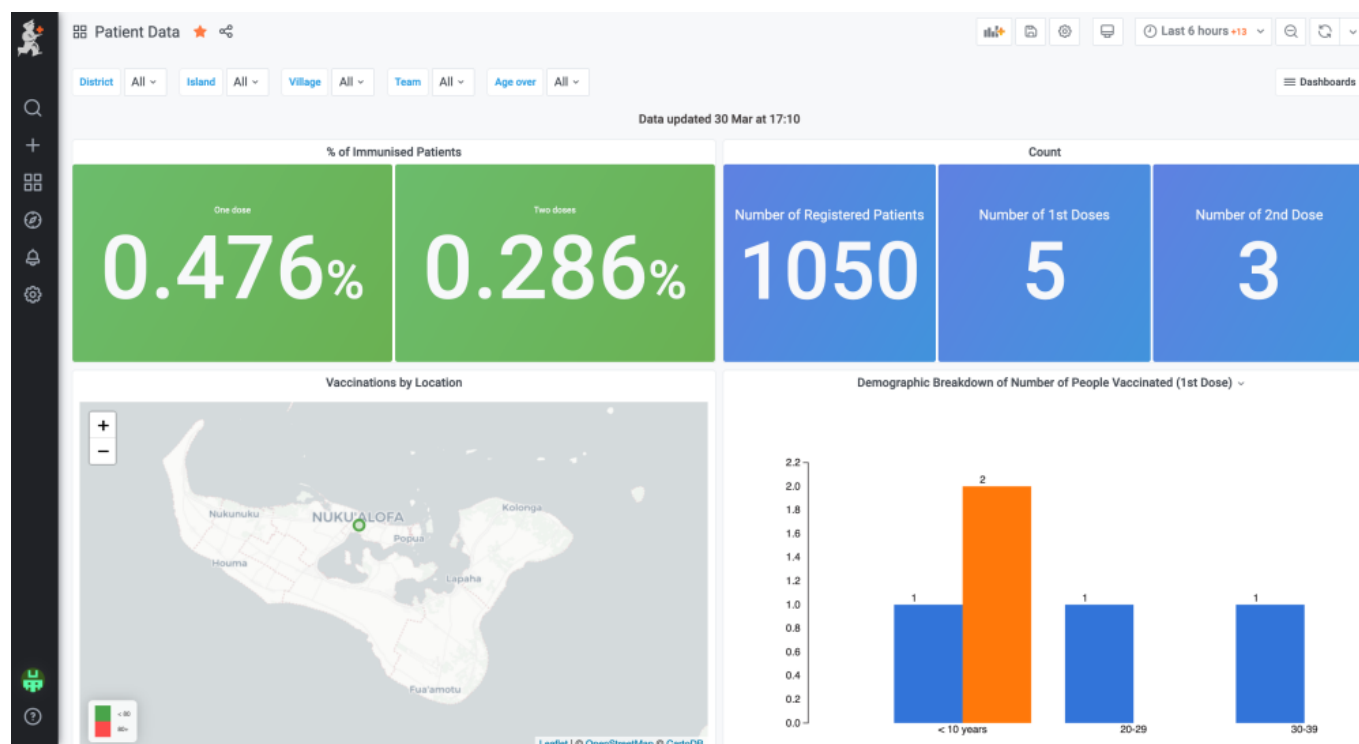 Patient Data
Last 6 hours +13
District All Island All Village All Team All Age over All
Dashboards
Data updated 30 Mar at 17:10
% of Immunised Patients
Count
One dose
0.476%
Two doses
0.286%
Number of Registered Patients
1050
Number of 1st Doses
5
Number of 2nd Dose
3
Vaccinations by Location
+
−
Nukunuku
NUKU'ALOFA
Kolonga
Popua
Houma
Lapaha
Fua'amotu
< 80
80+
Leaflet | © OpenStreetMap © CartoDB
Demographic Breakdown of Number of People Vaccinated (1st Dose)
2.2
2.0
1.8
1.6
1.4
1.2
1.0
0.8
0.6
0.4
0.2
0.0
1
2
1
1
< 10 years
20-29
30-39